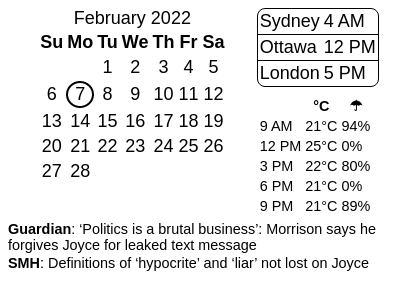 February 2022
Su Mo Tu We Th Fr Sa
1 2 3 4 5
6 7 8 9 10 11 12
13 14 15 16 17 18 19
20 21 22 23 24 25 26
27 28
Sydney 4 AM
Ottawa 12 PM
London 5 PM
°C ☂
9 AM 21°C 94%
12 PM 25°C 0%
3 PM 22°C 80%
6 PM 21°C 0%
9 PM 21°C 89%
Guardian: ‘Politics is a brutal business’: Morrison says he
forgives Joyce for leaked text message
SMH: Definitions of ‘hypocrite’ and ‘liar’ not lost on Joyce